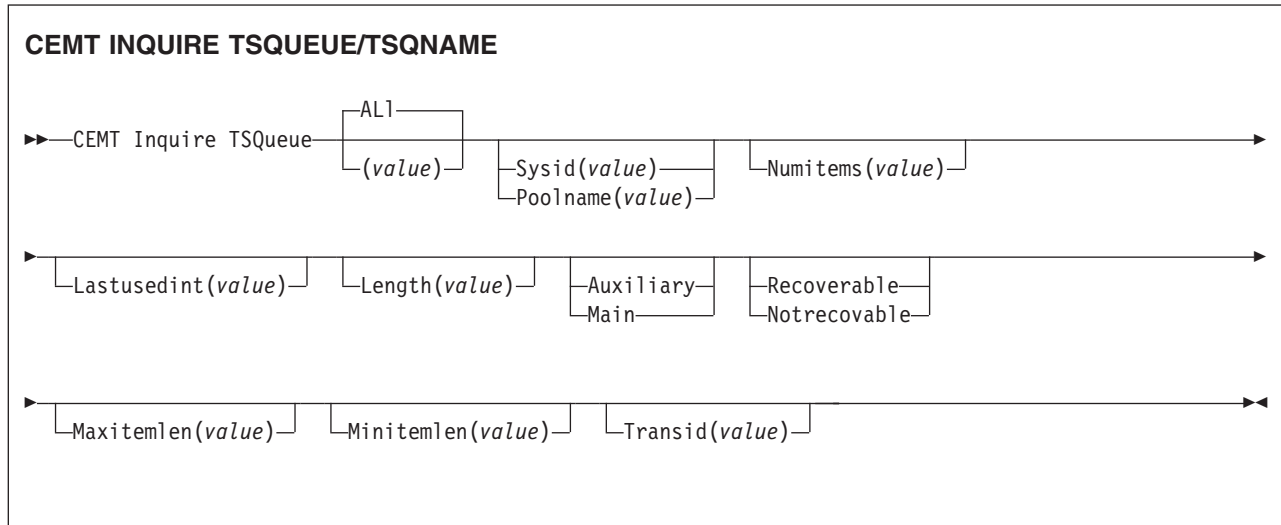 CEMT INQUIRE TSQUEUE/TSQNAME
ALl
CEMT Inquire TSQueue
(value)
Sysid(value)
Numitems(value)
Poolname(value)
Lastusedint(value)
Length(value)
Auxiliary
Recoverable
Main
Notrecovable
Maxitemlen(value)
Minitemlen(value)
Transid(value)